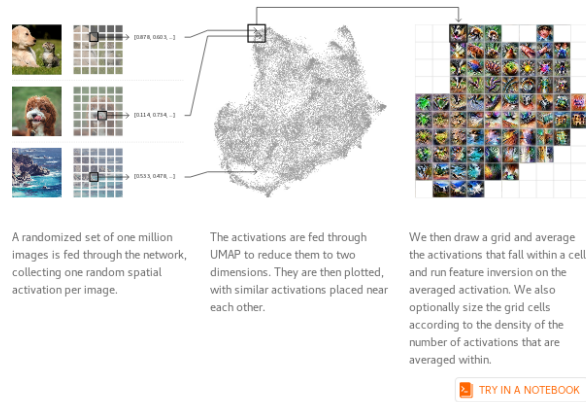 [0.878, 0.603, ...]
[0.114, 0.734, ...]
[0.533, 0.478, ...]
A randomized set of one million
images is fed through the network,
collecting one random spatial
activation per image.
The activations are fed through
UMAP to reduce them to two
dimensions. They are then plotted,
with similar activations placed near
each other.
We then draw a grid and average
the activations that fall within a cell
and run feature inversion on the
averaged activation. We also
optionally size the grid cells
according to the density of the
number of activations that are
averaged within.
TRY IN A NOTEBOOK